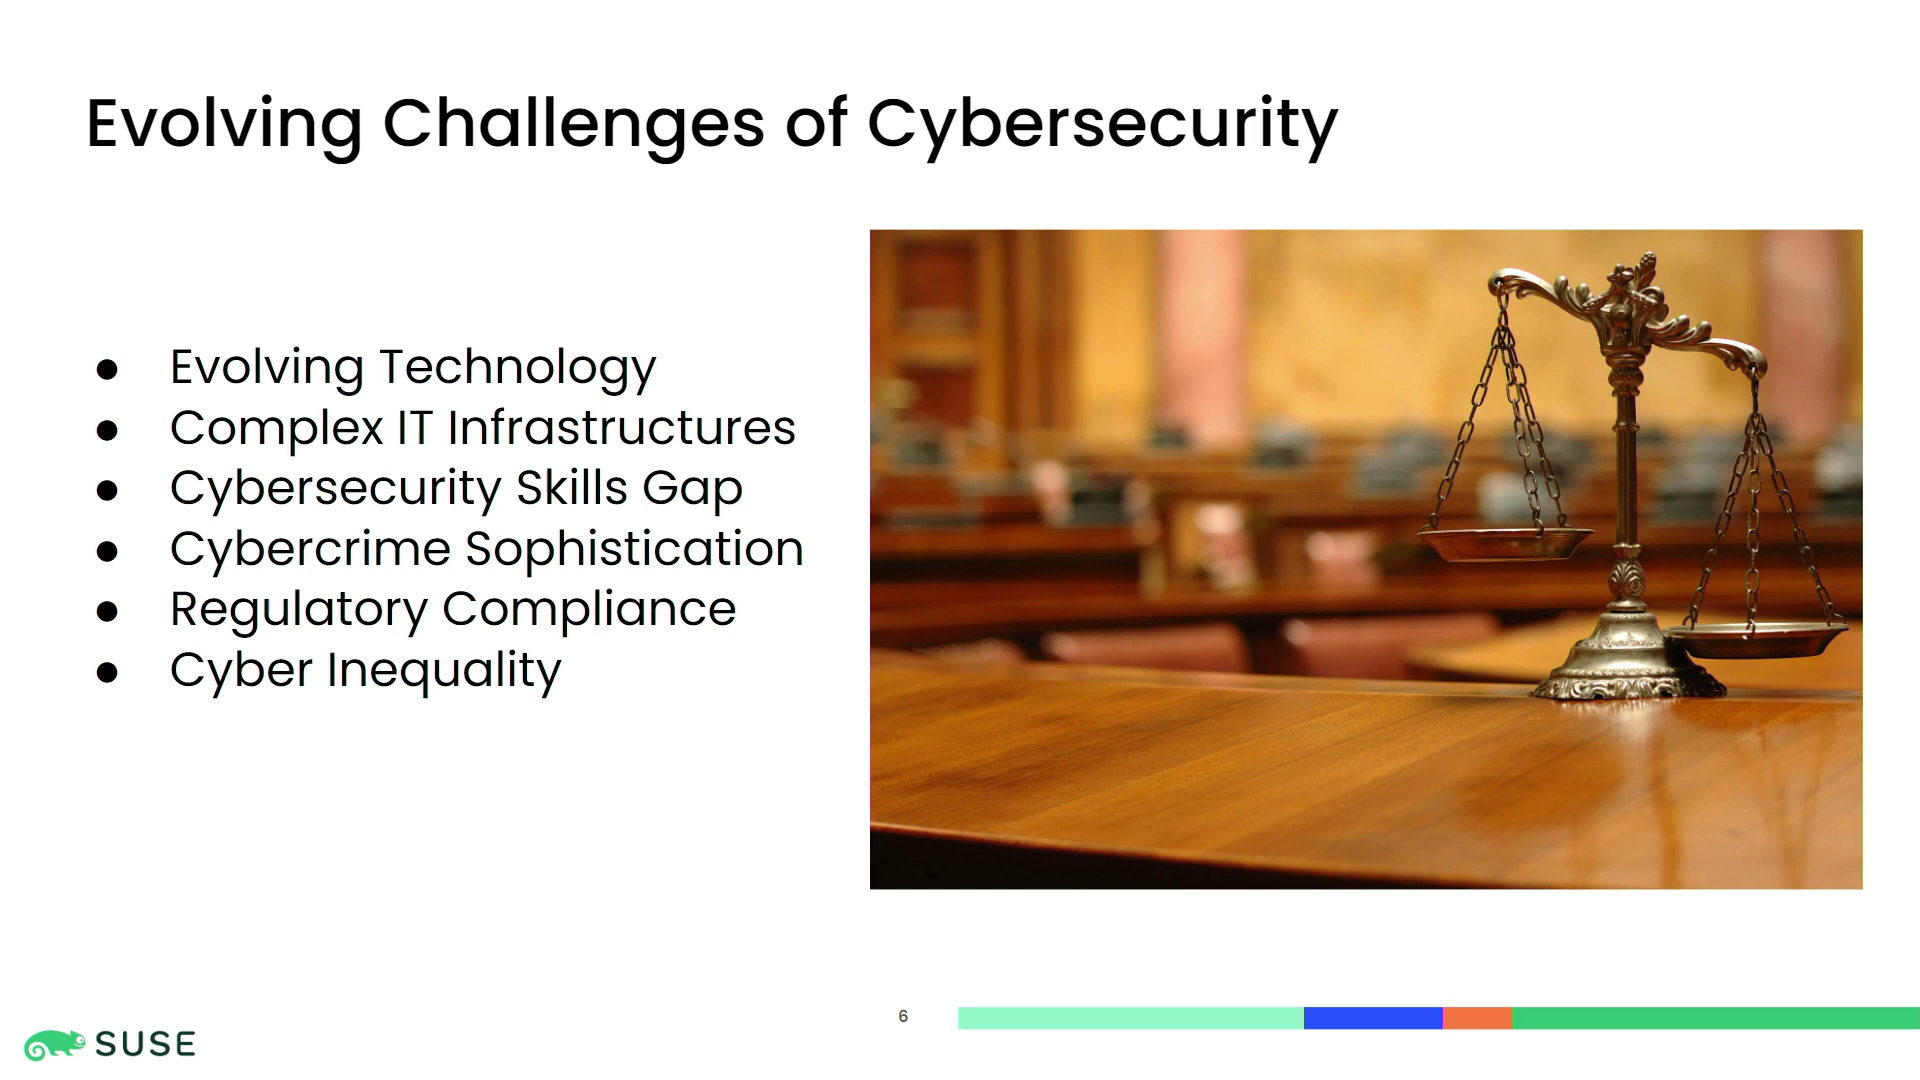 Evolving Challenges of Cybersecurity
● Evolving Technology
● Complex IT Infrastructures
● Cybersecurity Skills Gap
● Cybercrime Sophistication
● Regulatory Compliance
● Cyber Inequality
6
SUSE